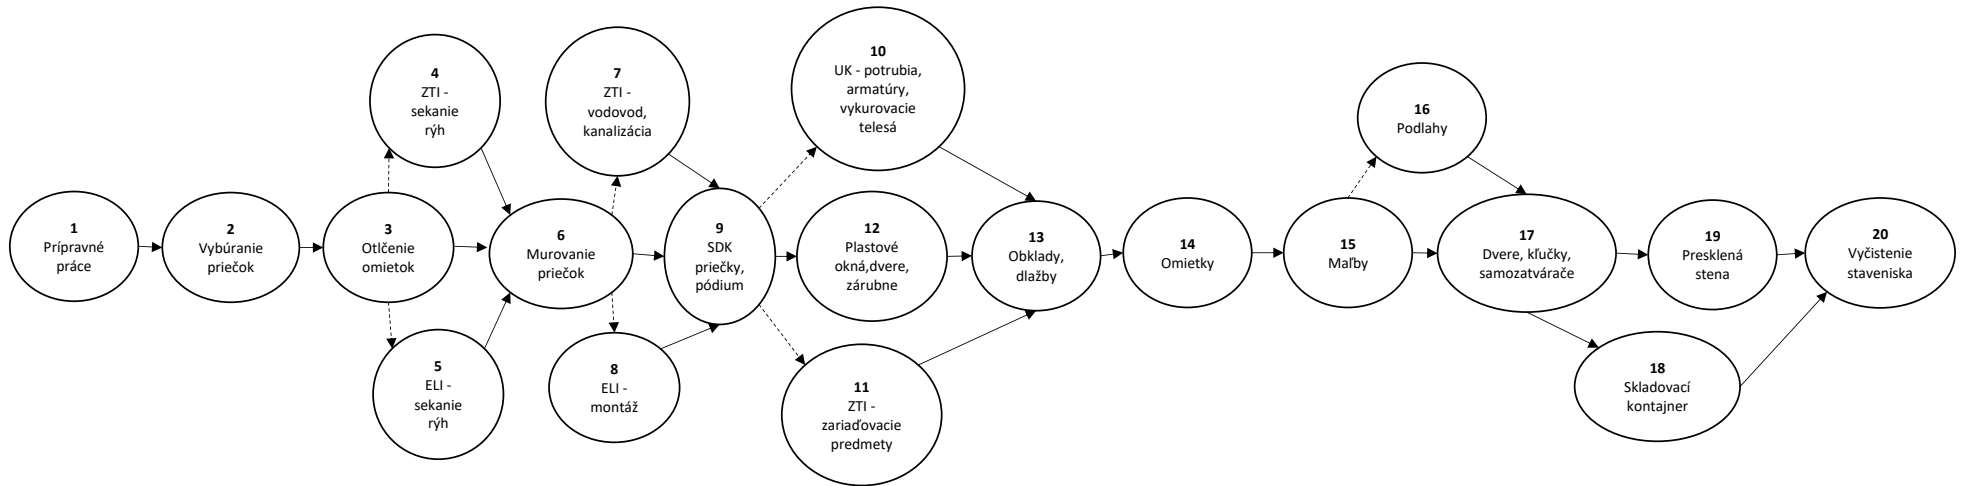 1
Prípravné
práce
2
Vybúranie
priečok
3
Otlčenie
omietok
4
ZTI -
sekanie
rýh
5
ELI -
sekanie
rýh
6
Murovanie
priečok
7
ZTI -
vodovod,
kanalizácia
8
ELI -
montáž
9
SDK
priečky,
pódium
10
UK - potrubia,
armatúry,
vykurovacie
telesá
11
ZTI -
zariaďovacie
predmety
12
Plastové
okná,dvere,
zárubne
13
Obklady,
dlažby
14
Omietky
15
Maľby
16
Podlahy
17
Dvere, kľučky,
samozatvárače
18
Skladovací
kontajner
19
Presklená
stena
20
Vyčistenie
staveniska